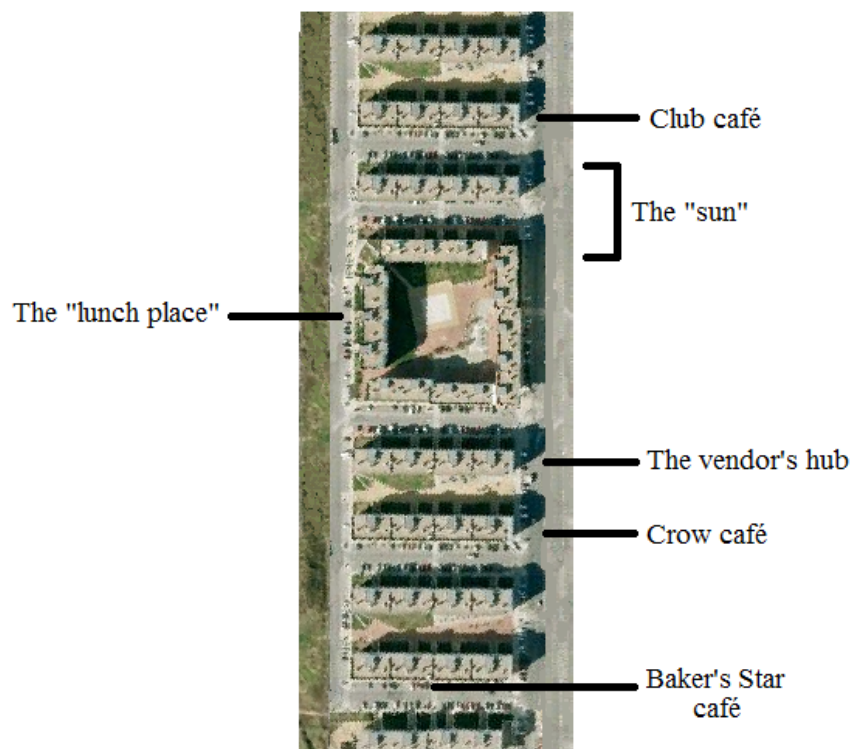 Club café
The "sun"
The "lunch place"
The vendor's hub
Crow café
Baker's Star
café